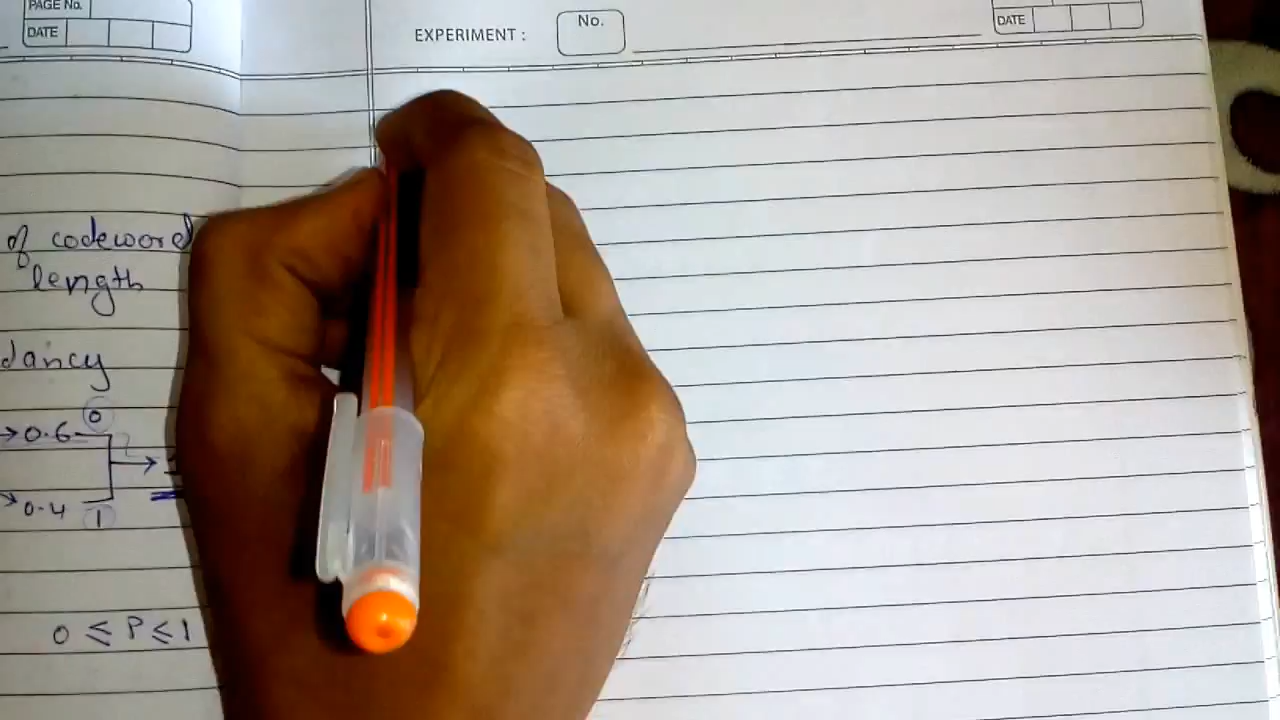 PAGE No.
DATE
EXPERIMENT :
No.
DATE
of codeword
length
dancy
0
→0.6
→0.4
1
0 ≤ P ≤ 1